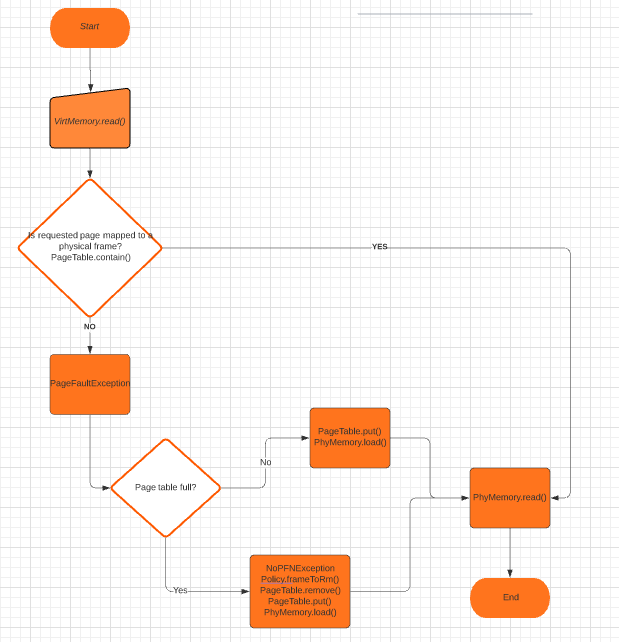 Start
VirtMemory.read()
Is requested page mapped to a
physical frame?
PageTable.contain()
YES
NO
PageFaultException
PageTable.put()
PhyMemory.load()
No
Page table full?
PhyMemory.read()
Yes
NoPFNException
Policy.frameToRm()
PageTable.remove()
PageTable.put()
PhyMemory.load()
End